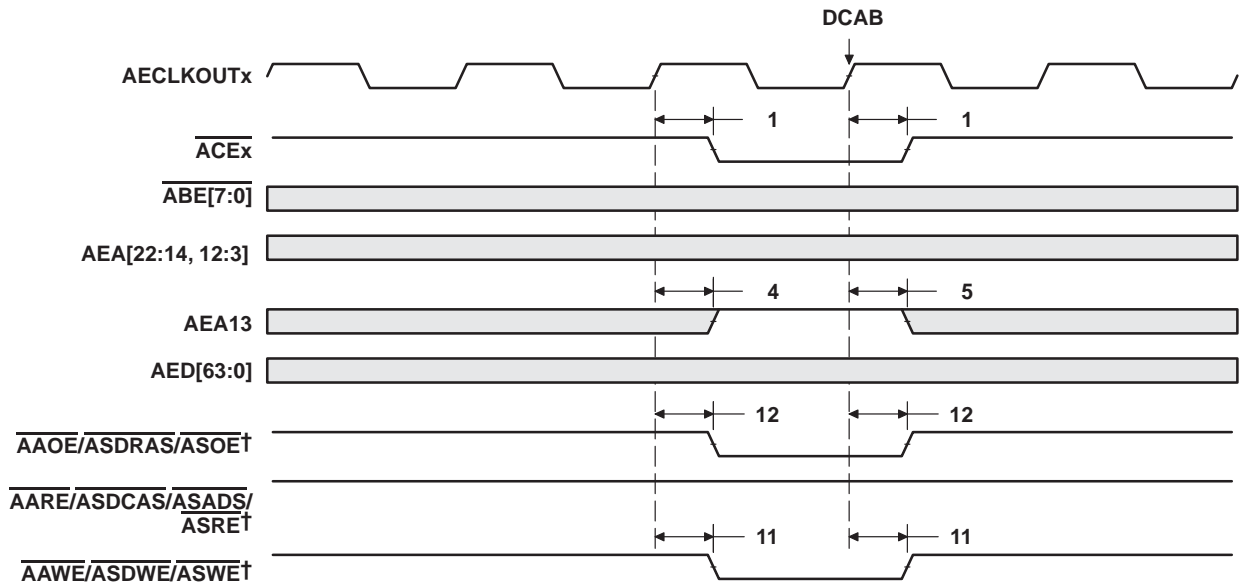 DCAB
AECLKOUTx
1 1
ACEx
ABE[7:0]
AEA[22:14, 12:3]
4 5
AEA13
AED[63:0]
12 12
AAOE/ASDRAS/ASOE†
AARE/ASDCAS/ASADS/
ASRE†
11 11
AAWE/ASDWE/ASWE†